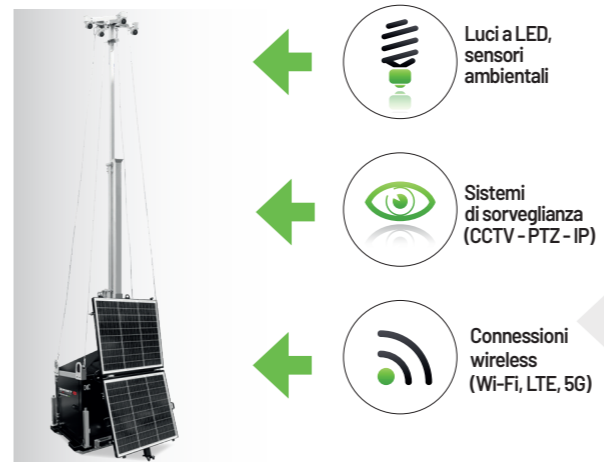 Luci a LED,
sensori
ambientali
Sistemi
di sorveglianza
(CCTV - PTZ - IP)
Connessioni
wireless
(Wi-Fi, LTE, 5G)